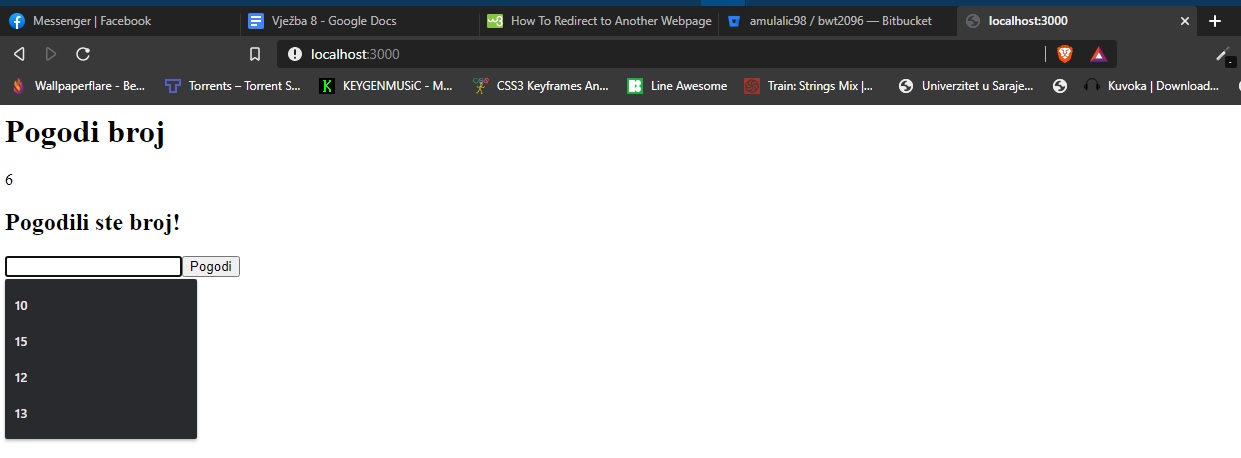 Messenger | Facebook
Vježba 8 - Google Docs
How To Redirect to Another Webpage
amulalic98 / bwt2096 — Bitbucket
localhost:3000
localhost:3000
Wallpaperflare - Be...
Torrents – Torrent S...
KEYGENMUSiC - M...
CSS3 Keyframes An...
Line Awesome
Train: Strings Mix |...
Univerzitet u Saraje...
Kuvoka | Download...
Pogodi broj
6
Pogodili ste broj!
Pogodi
10
15
12
13